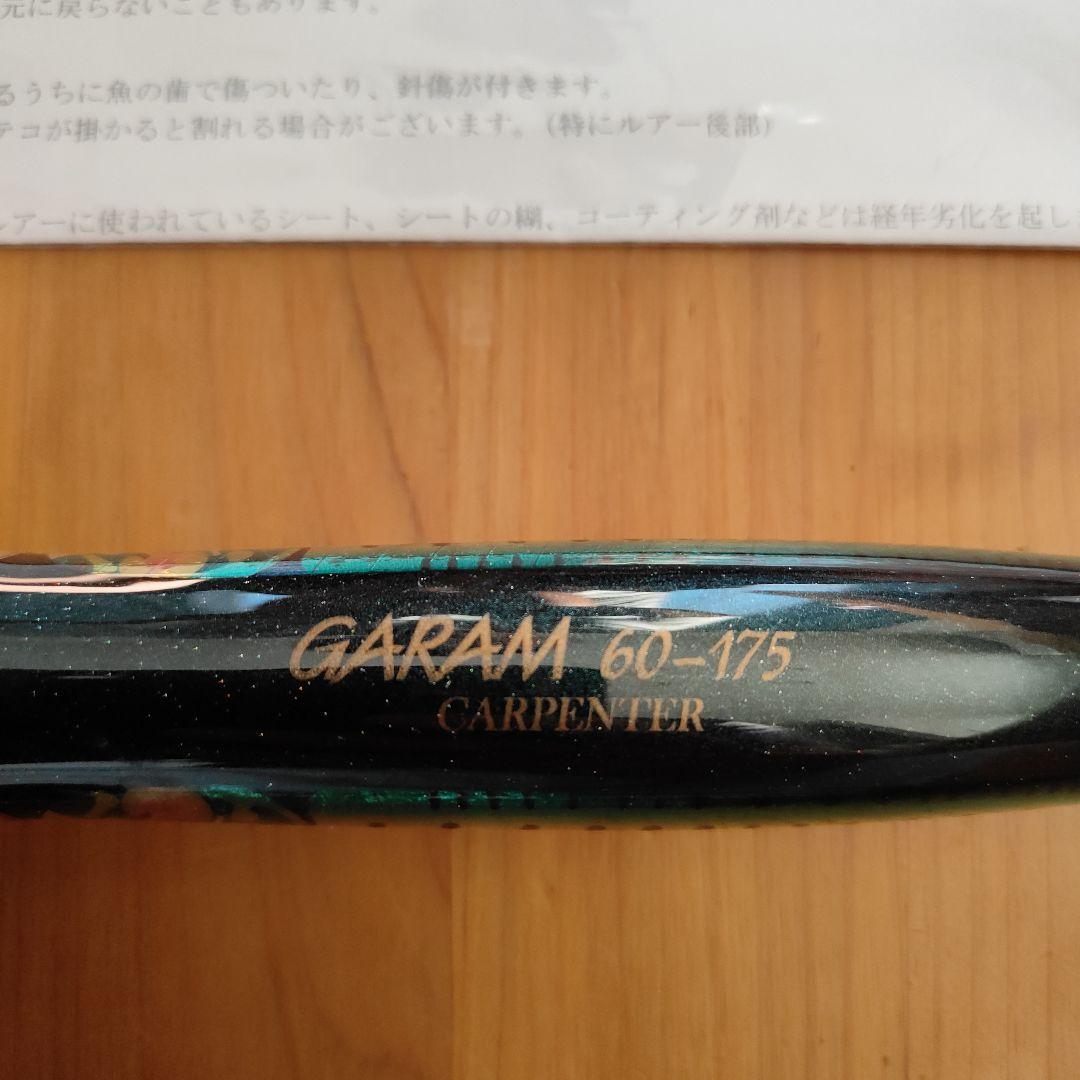 元に戻らないこともあります。
るうちに魚の歯で傷ついたり、針傷が付きます。
テコが掛かると割れる場合がございます。(特にルアー後部)
ルアーに使われているシート、シートの糊、コーティング剤などは経年劣化を起しま
GARAM 60-175
CARPENTER